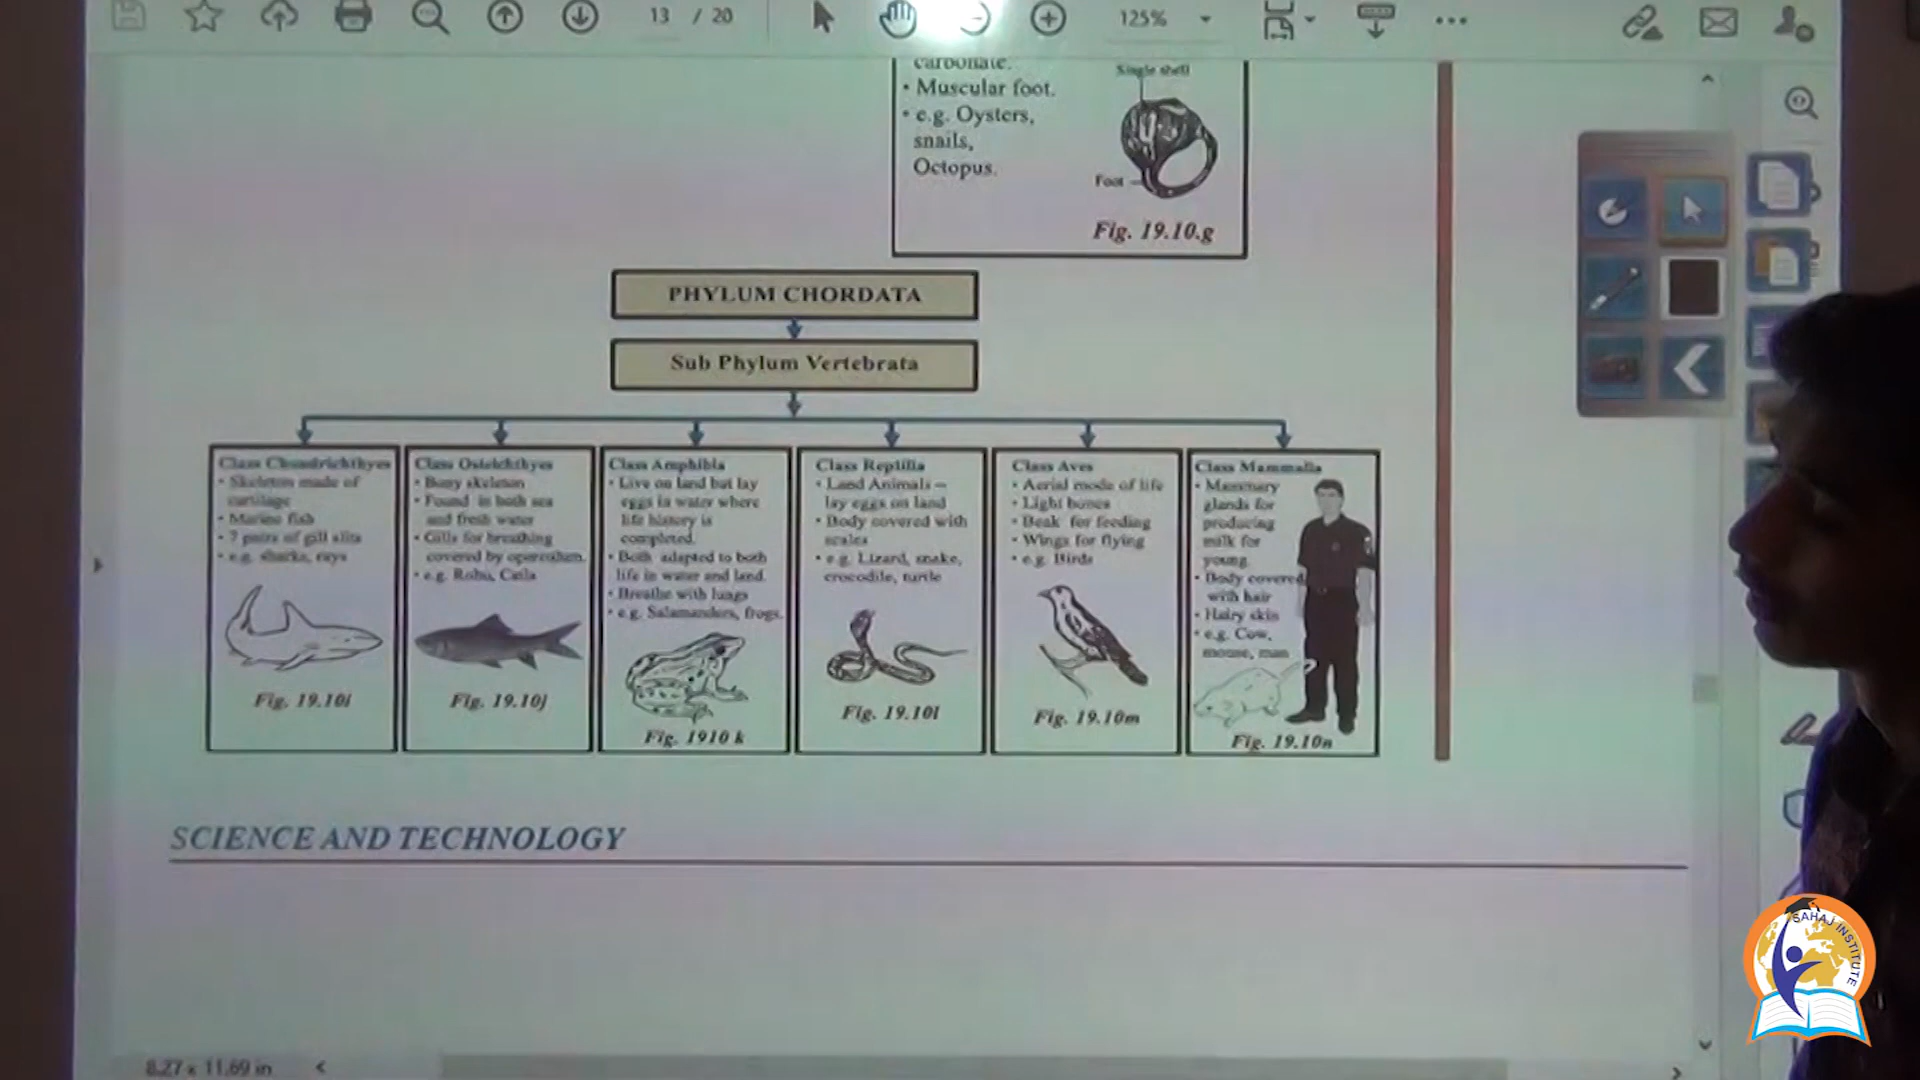 13 / 20
125%
carbonate.
• Muscular foot.
• e.g. Oysters,
snails,
Octopus.
Single shell
Foot
Fig. 19.10.g
PHYLUM CHORDATA
Sub Phylum Vertebrata
Class Chondrichthyes
• Skeleton made of
cartilage
• Marine fish
• 7 pairs of gill slits
• e.g. sharks, rays
Fig. 19.10i
Class Osteichthyes
• Bony skeleton
• Found in both sea
and fresh water
• Gills for breathing
covered by operculum.
• e.g. Rohu, Catla
Fig. 19.10j
Class Amphibia
• Live on land but lay
eggs in water where
life history is
completed.
• Both adapted to both
life in water and land.
• Breathe with lungs
• e.g. Salamanders, frogs.
Fig. 1910 k
Class Reptilia
• Land Animals –
lay eggs on land
• Body covered with
scales
• e.g. Lizard, snake,
crocodile, turtle
Fig. 19.10l
Class Aves
• Aerial mode of life
• Light bones
• Beak for feeding
• Wings for flying
• e.g. Birds
Fig. 19.10m
Class Mammalia
• Mammary
glands for
producing
milk for
young.
• Body covered
with hair
• Hairy skin
• e.g. Cow,
mouse, man
Fig. 19.10n
SCIENCE AND TECHNOLOGY
8.27 x 11.69 in
SAHAJ INSTITUTE